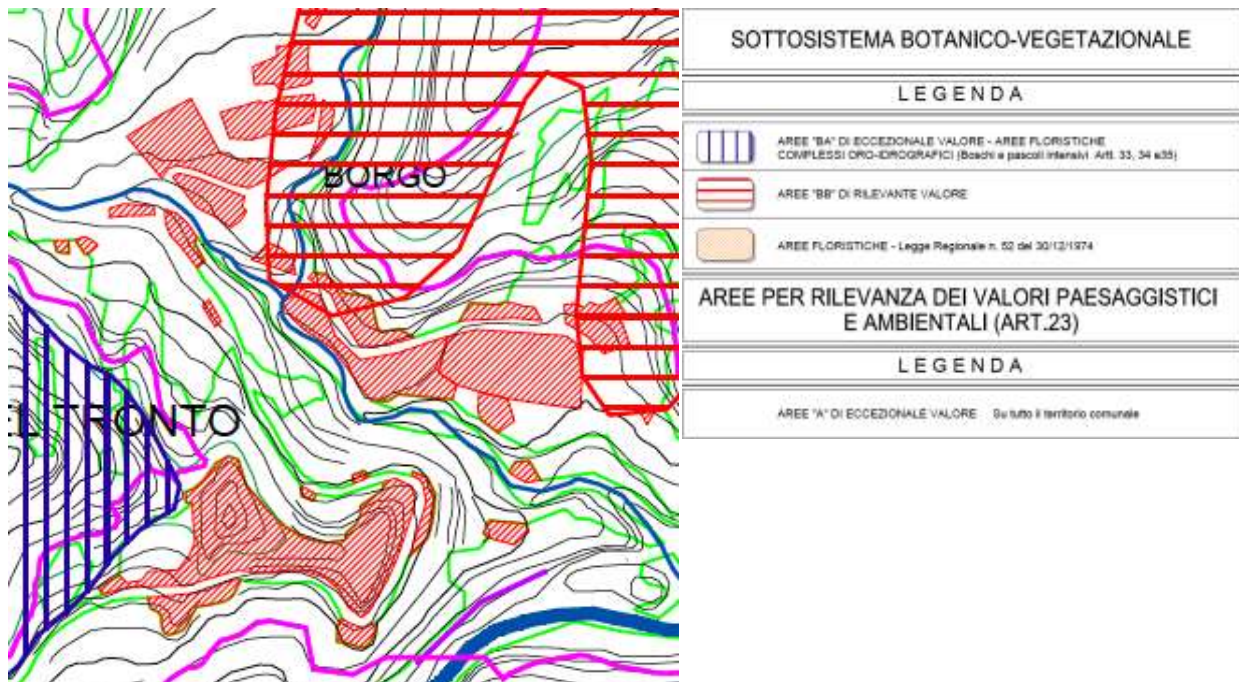 BORGO
EL TRONTO
SOTTOSISTEMA BOTANICO-VEGETAZIONALE
LEGENDA
AREE "BA" DI ECCEZIONALE VALORE - AREE FLORISTICHE
COMPLESSI ORO-IDROGRAFICI (Boschi e pascoli intensivi Artt. 33, 34 e35)
AREE "BB" DI RILEVANTE VALORE
AREE FLORISTICHE - Legge Regionale n. 52 del 30/12/1974
AREE PER RILEVANZA DEI VALORI PAESAGGISTICI
E AMBIENTALI (ART.23)
LEGENDA
AREE "A" DI ECCEZIONALE VALORE Su tutto il territorio comunale